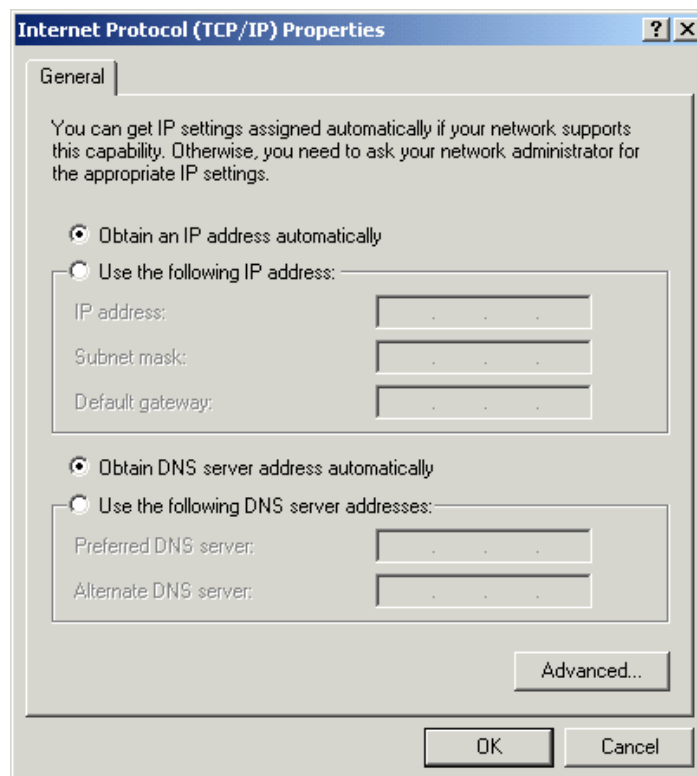 Internet Protocol (TCP/IP) Properties
General
You can get IP settings assigned automatically if your network supports
this capability. Otherwise, you need to ask your network administrator for
the appropriate IP settings.
Obtain an IP address automatically
Use the following IP address:
IP address:
Subnet mask:
Default gateway:
Obtain DNS server address automatically
Use the following DNS server addresses:
Preferred DNS server:
Alternate DNS server:
Advanced...
OK Cancel